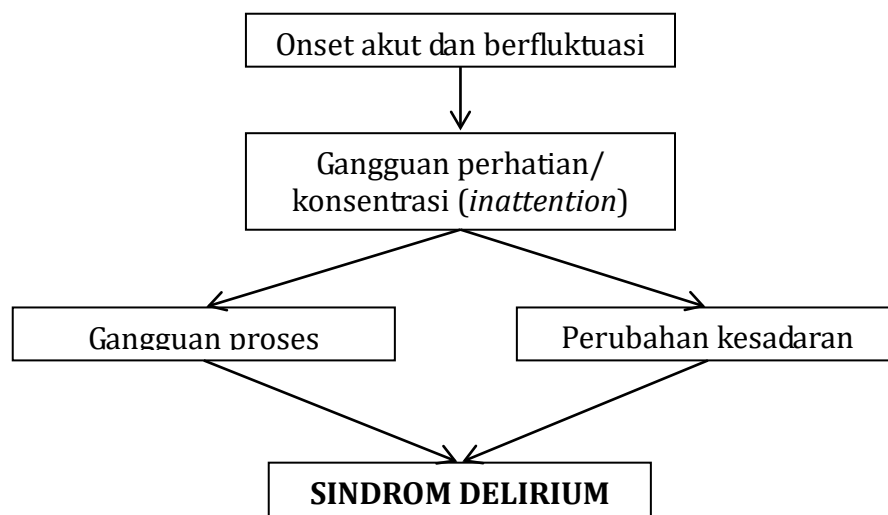 Onset akut dan berfluktuasi
Gangguan perhatian/
konsentrasi (inattention)
Gangguan proses
Perubahan kesadaran
SINDROM DELIRIUM